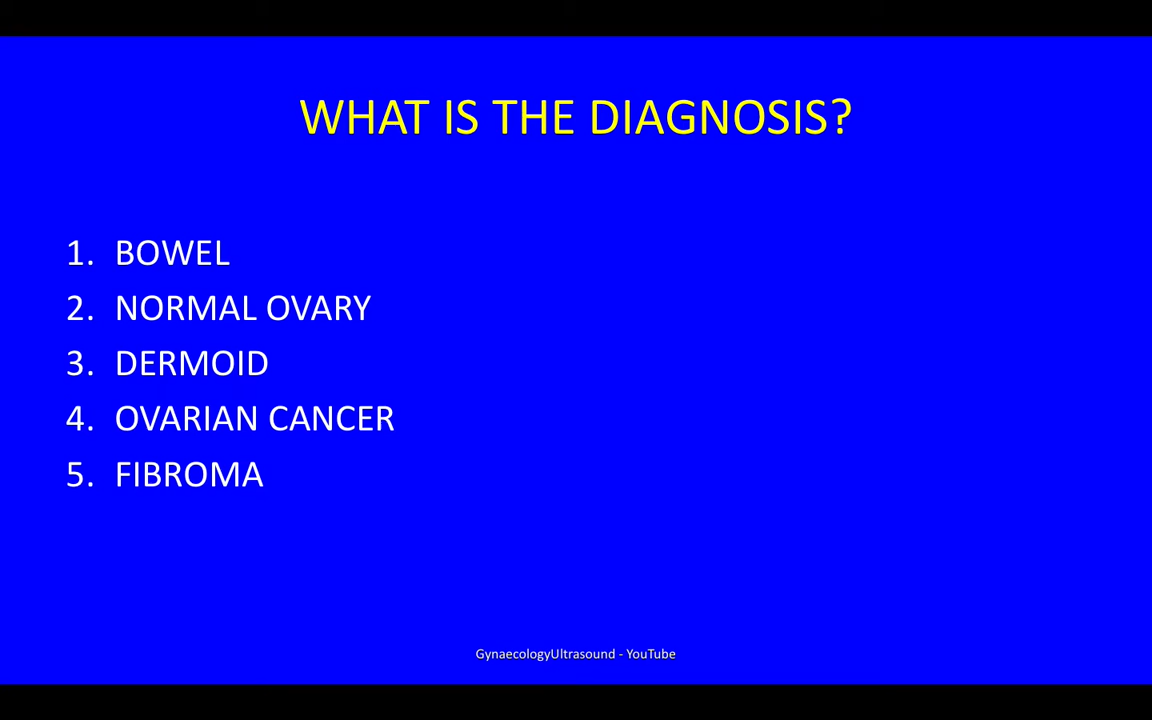 WHAT IS THE DIAGNOSIS?
1. BOWEL
2. NORMAL OVARY
3. DERMOID
4. OVARIAN CANCER
5. FIBROMA
GynaecologyUltrasound - YouTube